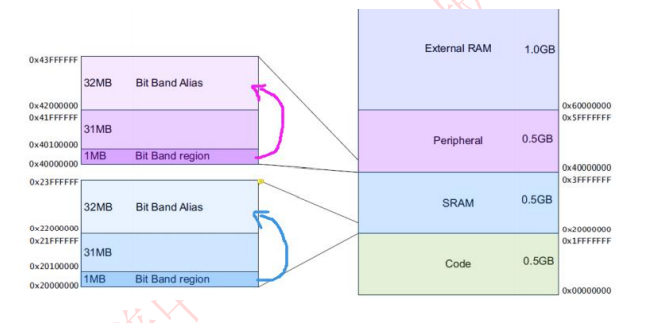 External RAM 1.0GB
0x43FFFFFF
32MB Bit Band Alias
0x42000000
0x41FFFFFF
31MB
0x40100000
1MB Bit Band region
0x40000000
0x23FFFFFF
32MB Bit Band Alias
0x22000000
0x21FFFFFF
31MB
0x20100000
1MB Bit Band region
0x20000000
0x60000000
0x5FFFFFFF
Peripheral 0.5GB
0x40000000
0x3FFFFFFF
SRAM 0.5GB
0x20000000
0x1FFFFFFF
Code 0.5GB
0x00000000